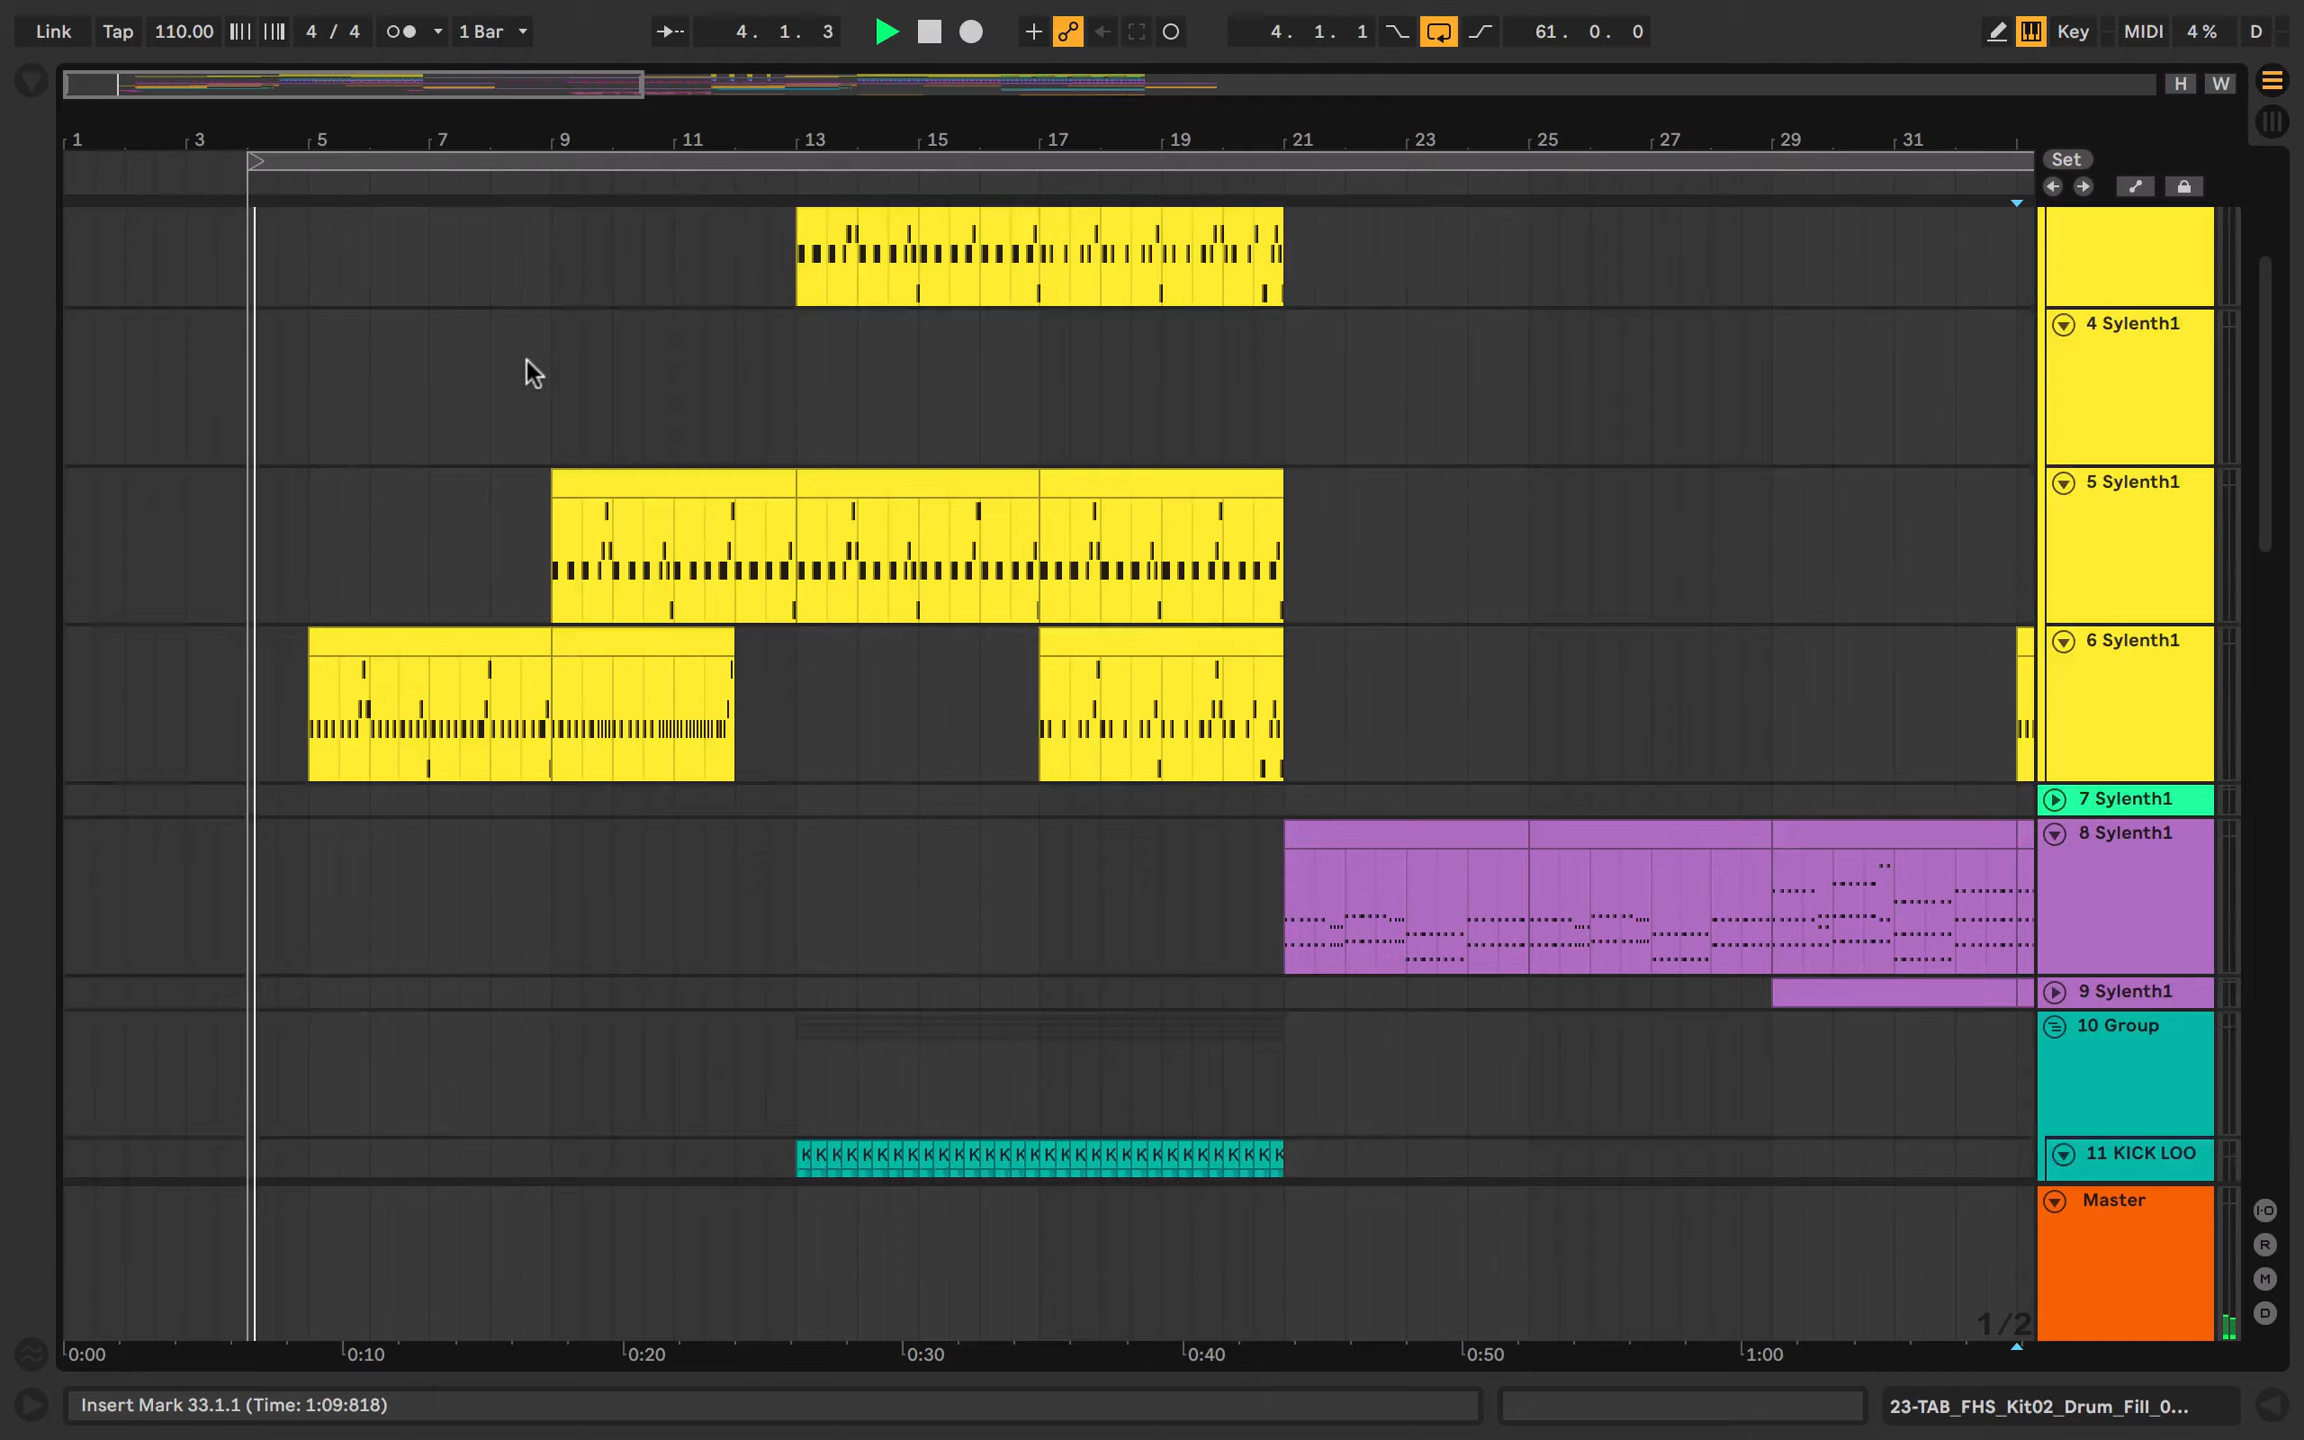 Link Tap 110.00 4 / 4 1 Bar 4. 1. 3 4. 1. 1 61. 0. 0 Key MIDI 4 % D
H W
1 3 5 7 9 11 13 15 17 19 21 23 25 27 29 31
Set
4 Sylenth1
5 Sylenth1
6 Sylenth1
7 Sylenth1
8 Sylenth1
9 Sylenth1
10 Group
K K K K K K K K K K K K K K K K K K K K K K K K K K K K K K K K
11 KICK LOO
Master
I·O
R
M
D
1/2
0:00 0:10 0:20 0:30 0:40 0:50 1:00
Insert Mark 33.1.1 (Time: 1:09:818)
23-TAB_FHS_Kit02_Drum_Fill_0...